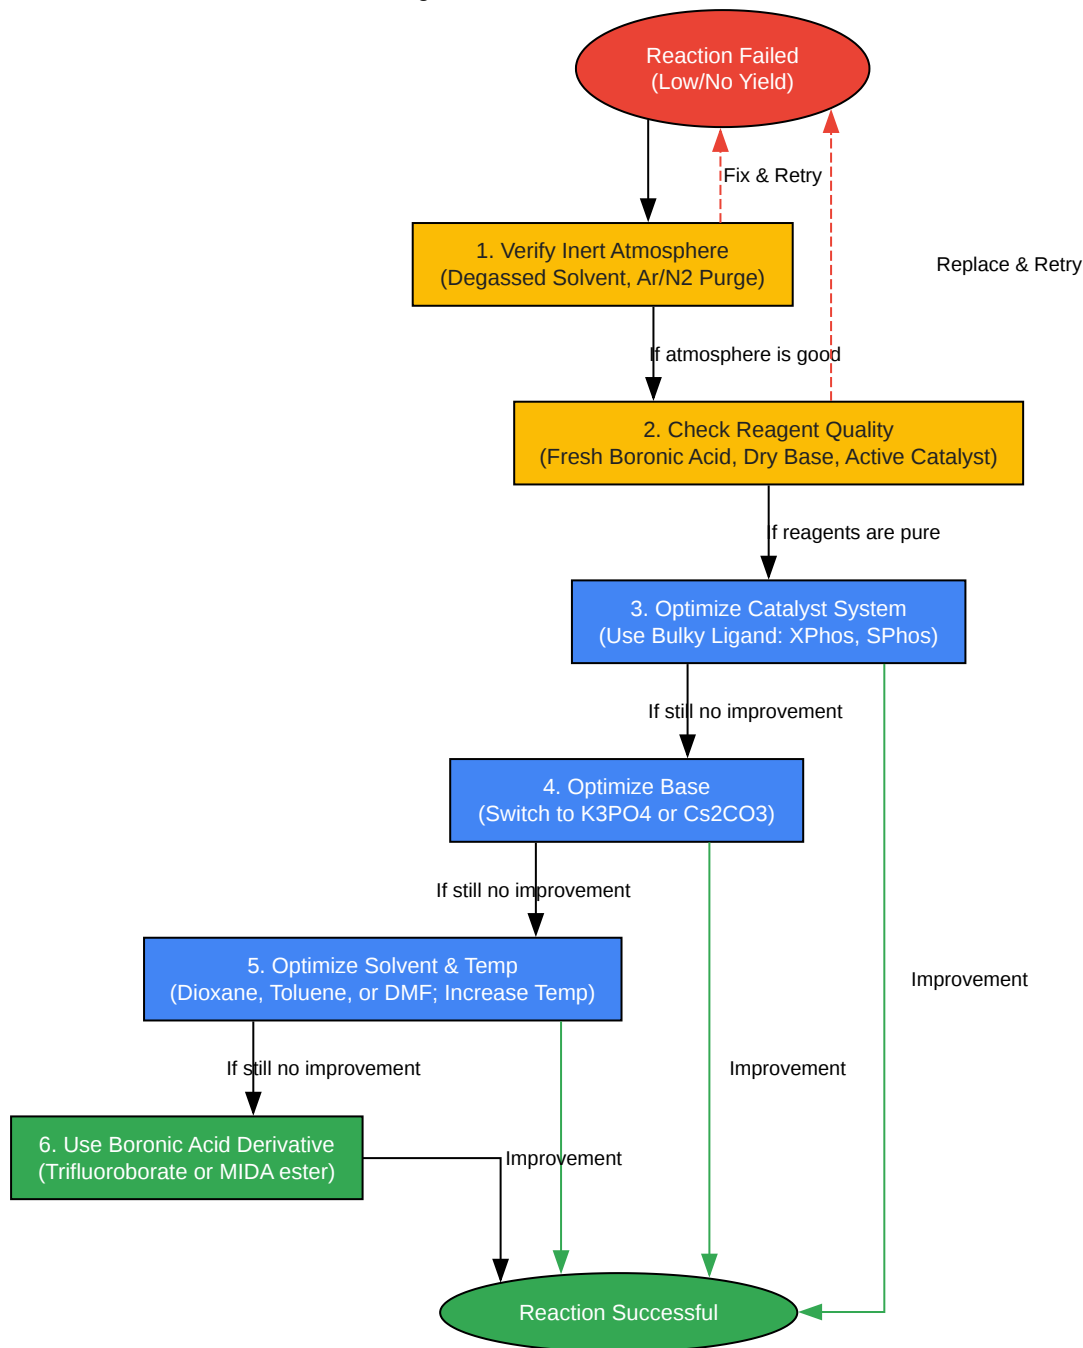 Reaction Failed
(Low/No Yield)
Fix & Retry
1. Verify Inert Atmosphere
(Degassed Solvent, Ar/N2 Purge)
Replace & Retry
If atmosphere is good
2. Check Reagent Quality
(Fresh Boronic Acid, Dry Base, Active Catalyst)
If reagents are pure
3. Optimize Catalyst System
(Use Bulky Ligand: XPhos, SPhos)
If still no improvement
4. Optimize Base
(Switch to K3PO4 or Cs2CO3)
If still no improvement
5. Optimize Solvent & Temp
(Dioxane, Toluene, or DMF; Increase Temp)
Improvement
If still no improvement
Improvement
6. Use Boronic Acid Derivative
(Trifluoroborate or MIDA ester)
Improvement
Reaction Successful